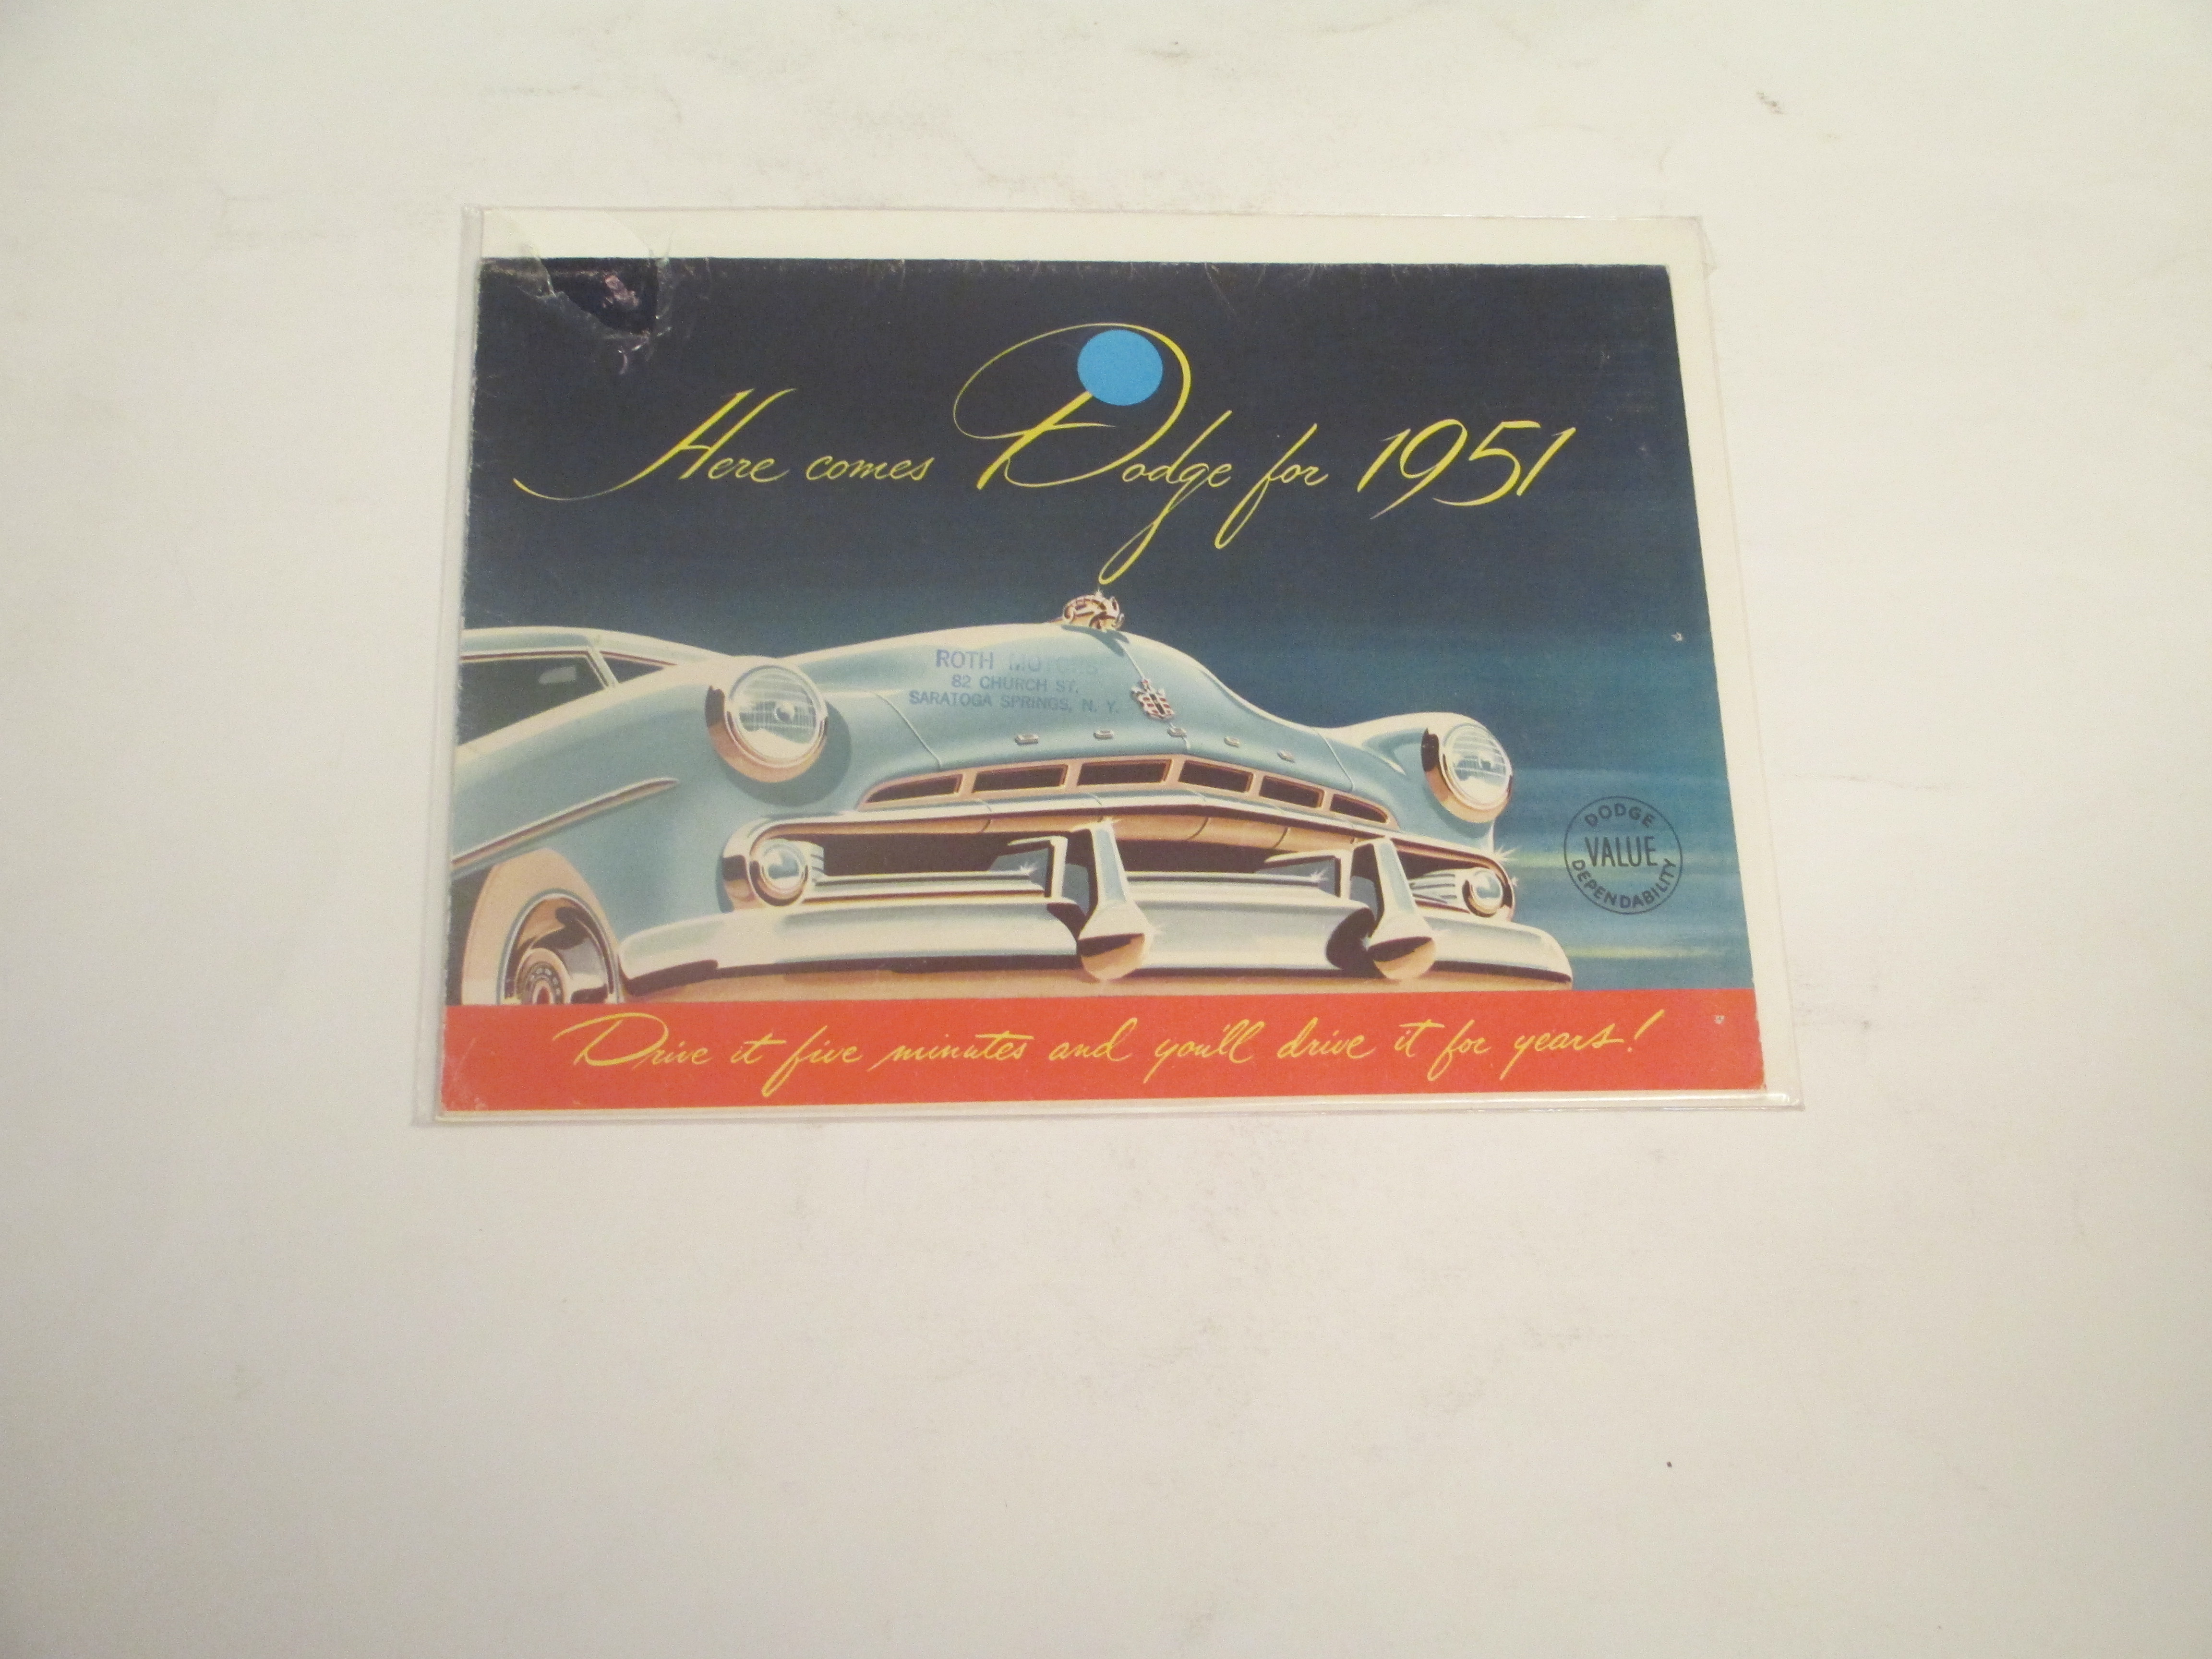 Here comes Dodge for 1951
ROTH MOTORS
82 CHURCH ST.
SARATOGA SPRINGS, N. Y.
DODGE
DODGE
VALUE
DEPENDABILITY
Drive it five minutes and you'll drive it for years!